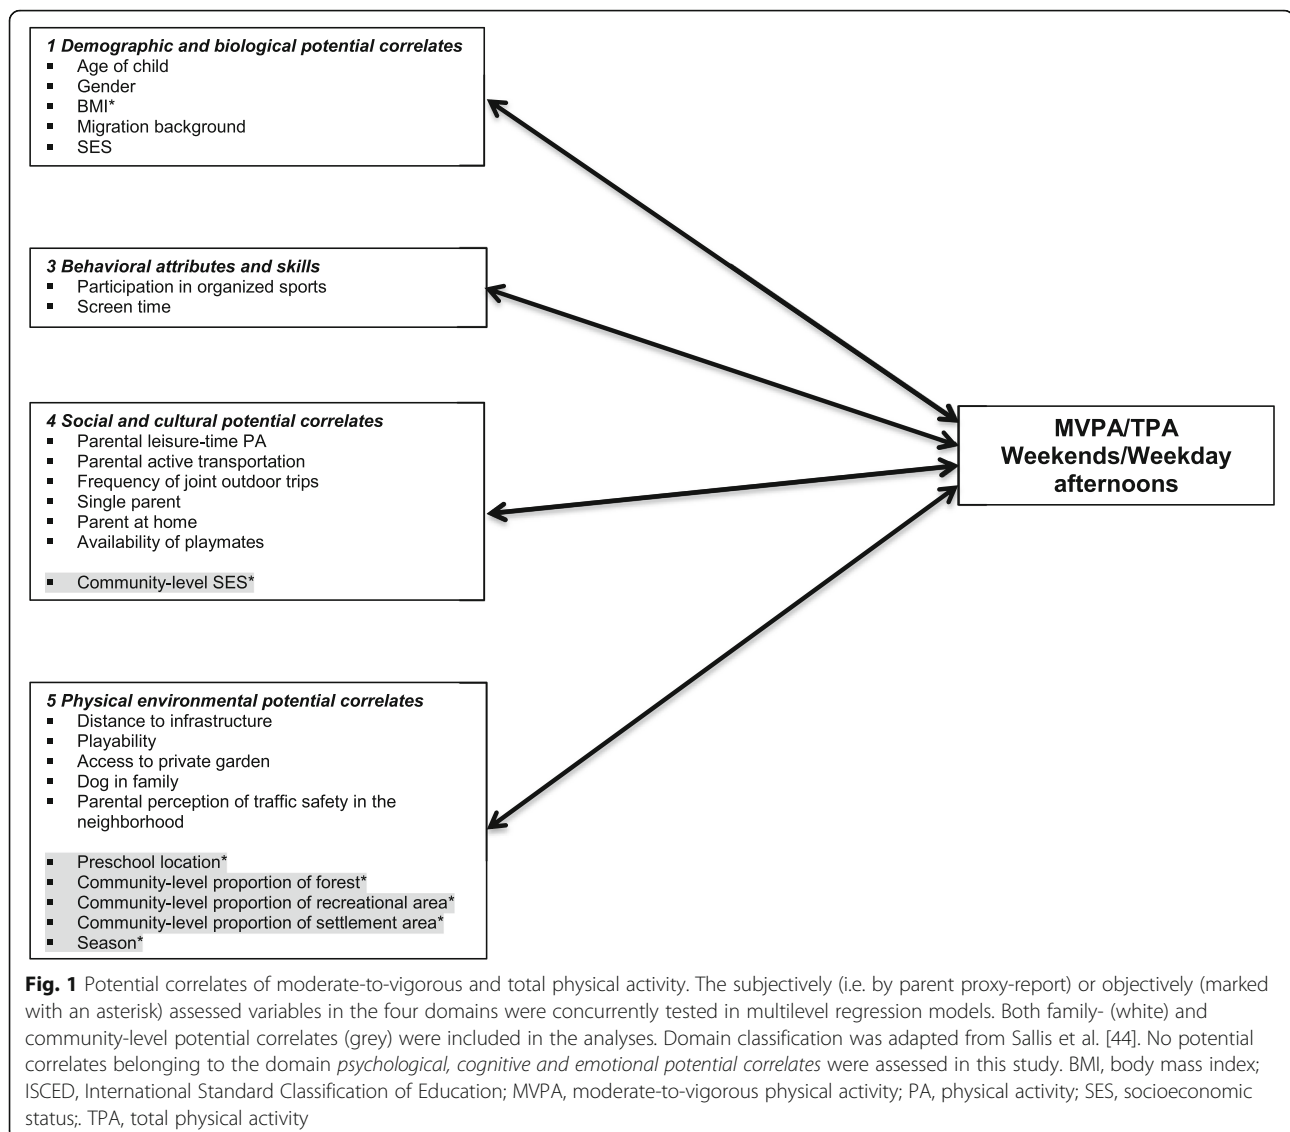 1 Demographic and biological potential correlates
▪ Age of child
▪ Gender
▪ BMI*
▪ Migration background
▪ SES
3 Behavioral attributes and skills
▪ Participation in organized sports
▪ Screen time
4 Social and cultural potential correlates
▪ Parental leisure-time PA
▪ Parental active transportation
▪ Frequency of joint outdoor trips
▪ Single parent
▪ Parent at home
▪ Availability of playmates
▪ Community-level SES*
MVPA/TPA
Weekends/Weekday
afternoons
5 Physical environmental potential correlates
▪ Distance to infrastructure
▪ Playability
▪ Access to private garden
▪ Dog in family
▪ Parental perception of traffic safety in the
neighborhood
▪ Preschool location*
▪ Community-level proportion of forest*
▪ Community-level proportion of recreational area*
▪ Community-level proportion of settlement area*
▪ Season*
Fig. 1 Potential correlates of moderate-to-vigorous and total physical activity. The subjectively (i.e. by parent proxy-report) or objectively (marked
with an asterisk) assessed variables in the four domains were concurrently tested in multilevel regression models. Both family- (white) and
community-level potential correlates (grey) were included in the analyses. Domain classification was adapted from Sallis et al. [44]. No potential
correlates belonging to the domain psychological, cognitive and emotional potential correlates were assessed in this study. BMI, body mass index;
ISCED, International Standard Classification of Education; MVPA, moderate-to-vigorous physical activity; PA, physical activity; SES, socioeconomic
status;. TPA, total physical activity